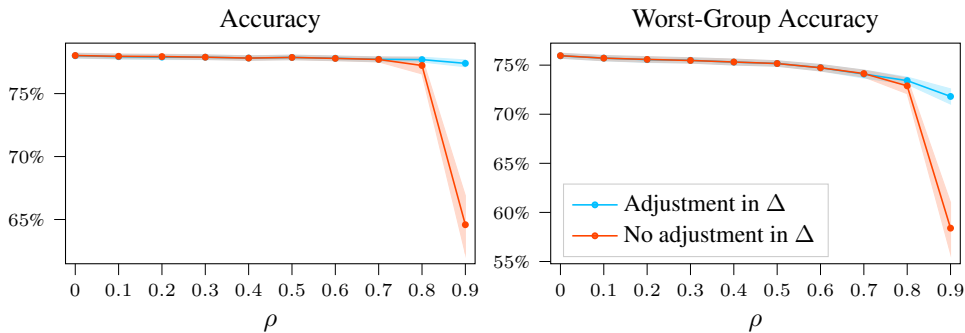 Accuracy
75%
70%
65%
0 0.1 0.2 0.3 0.4 0.5 0.6 0.7 0.8 0.9
ρ
Worst-Group Accuracy
75%
70%
65%
60%
55%
Adjustment in Δ
No adjustment in Δ
0 0.1 0.2 0.3 0.4 0.5 0.6 0.7 0.8 0.9
ρ